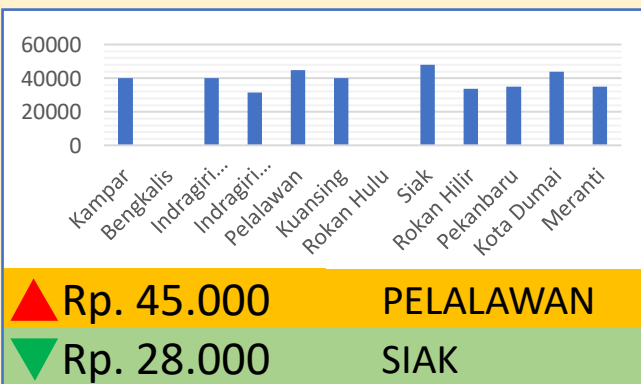 60000
40000
20000
0
Kampar
Bengkalis
Indragiri...
Indragiri...
Pelalawan
Kuansing
Rokan Hulu
Siak
Rokan Hilir
Pekanbaru
Kota Dumai
Meranti
Rp. 45.000 PELALAWAN
Rp. 28.000 SIAK